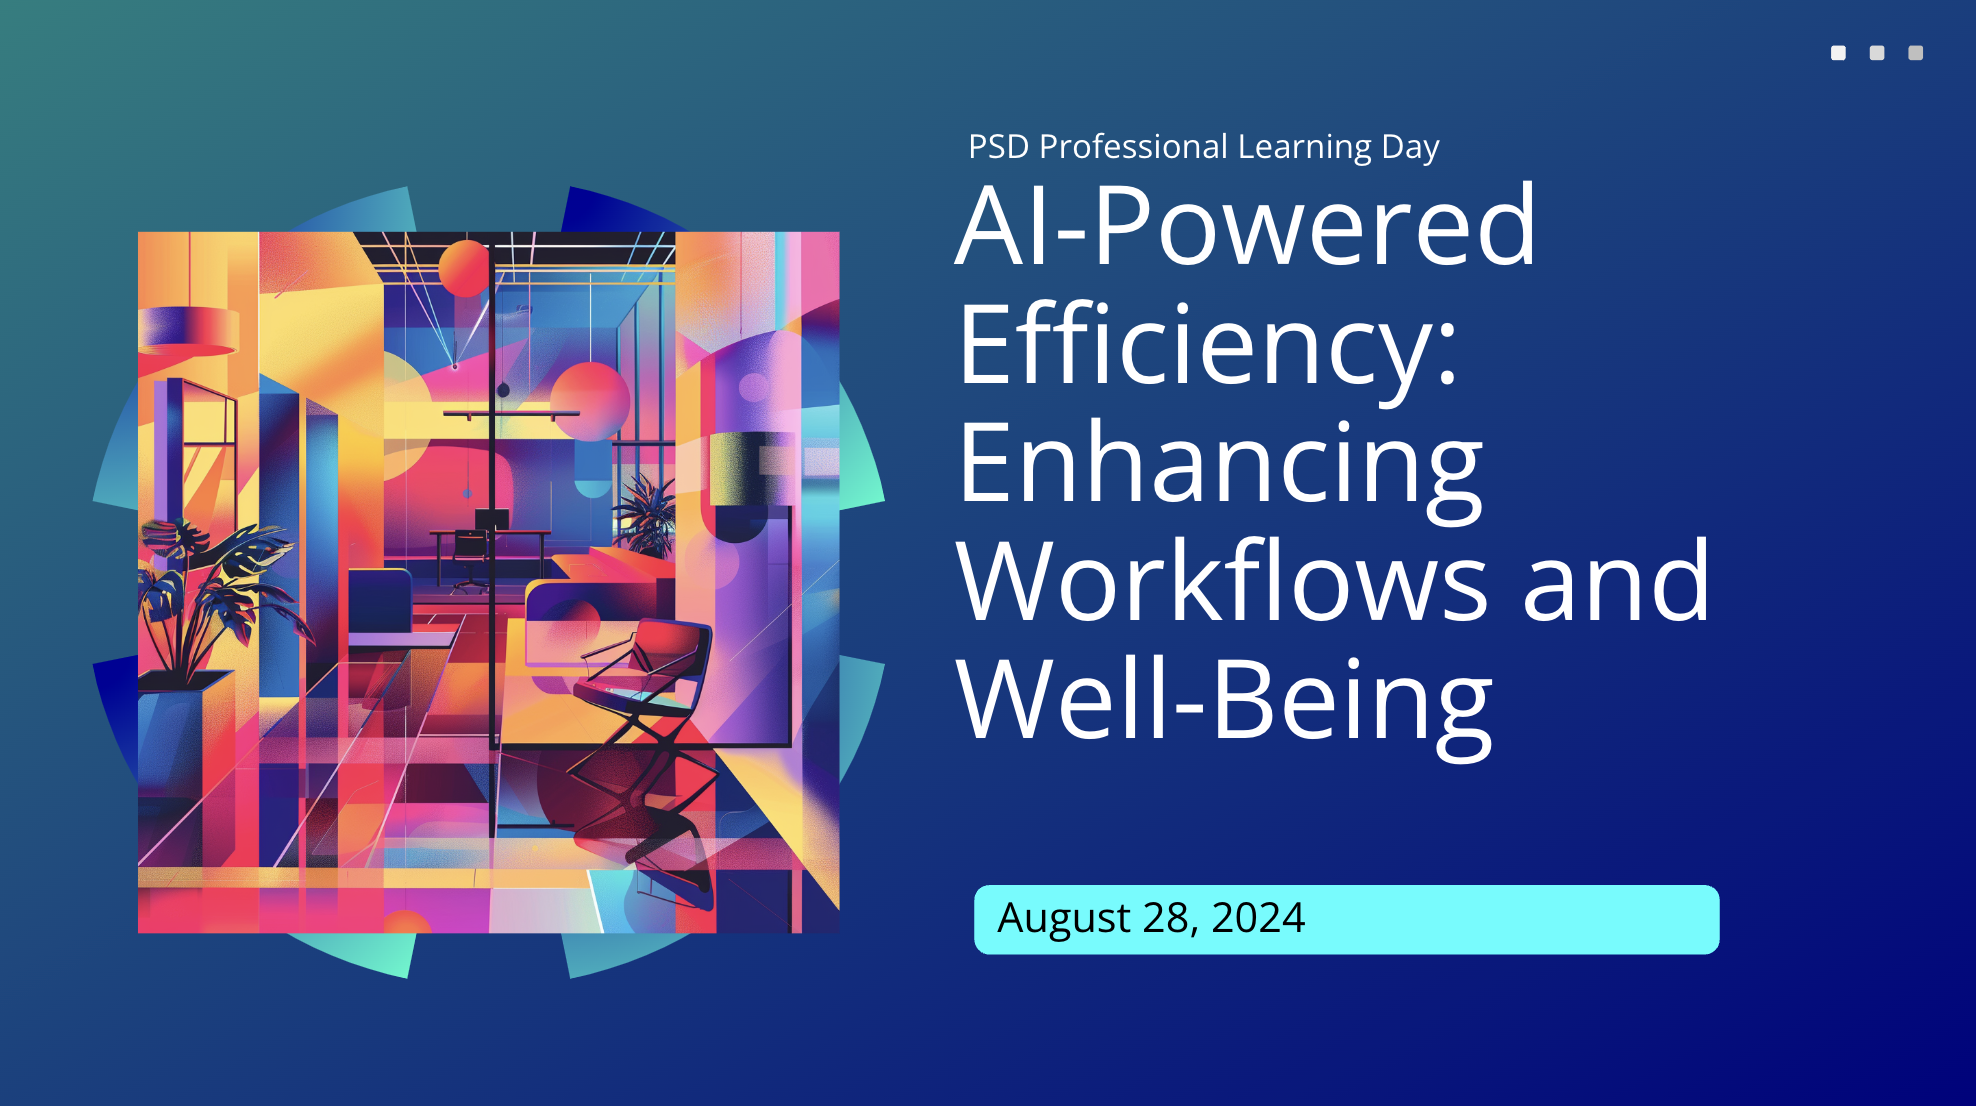 PSD Professional Learning Day
AI-Powered
Efficiency:
Enhancing
Workflows and
Well-Being
August 28, 2024